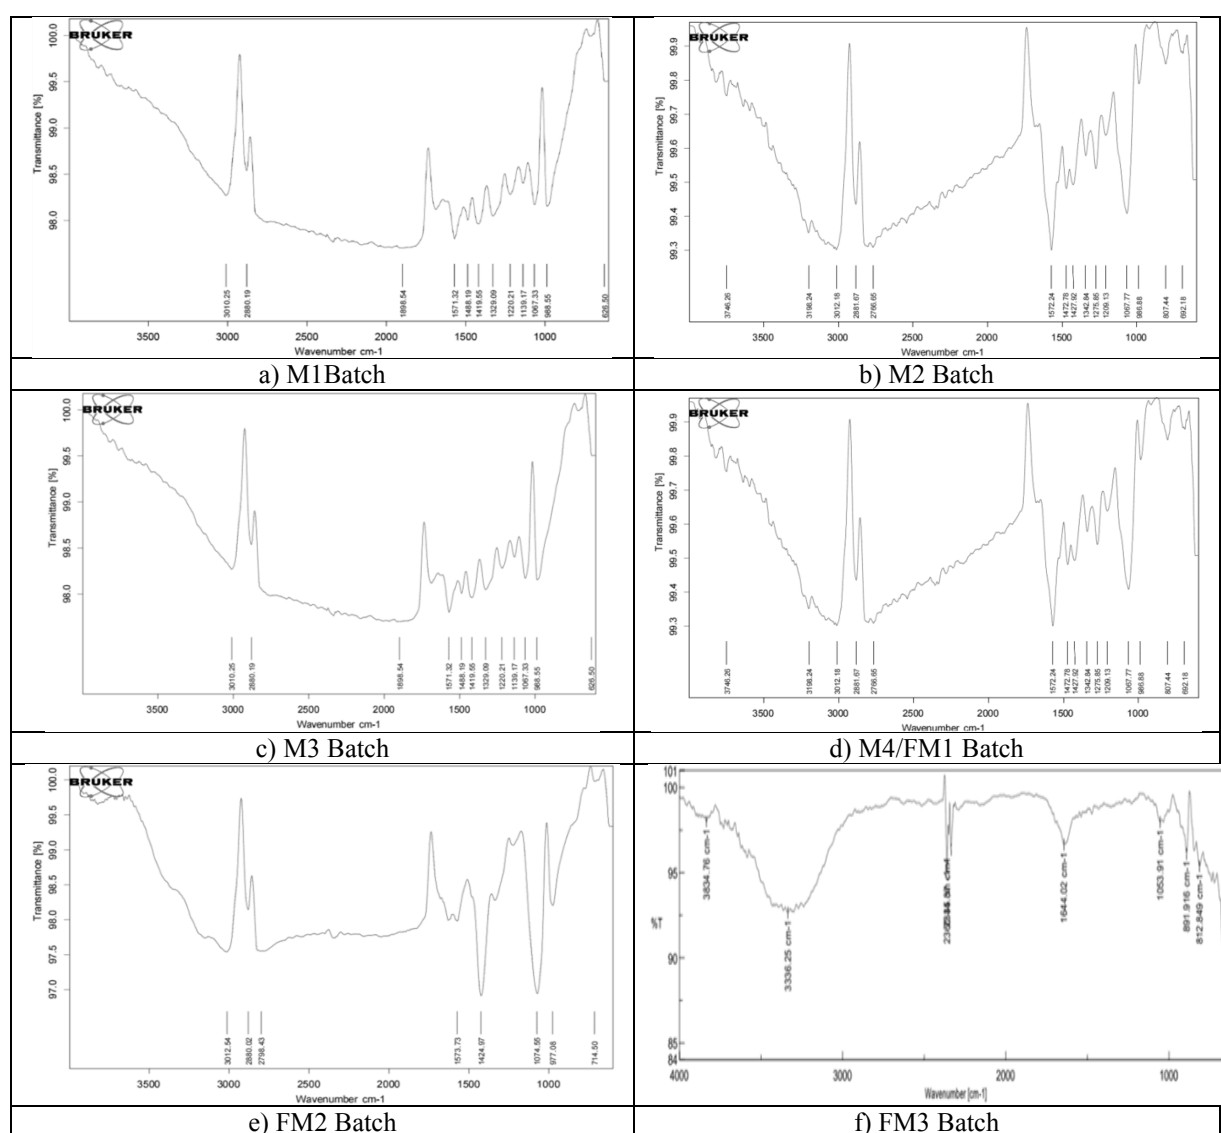 BRUKER
Transmittance [%]
100.0
99.5
99.0
98.5
98.0
3010.25
2880.19
1898.54
1571.32
1488.19
1419.55
1329.09
1220.21
1139.17
1067.33
988.55
626.50
3500 3000 2500 2000 1500 1000
Wavenumber cm-1
a) M1Batch
BRUKER
Transmittance [%]
99.9
99.8
99.7
99.6
99.5
99.4
99.3
3746.26
3198.24
3012.18
2881.67
2766.65
1572.24
1472.78
1427.92
1342.84
1275.85
1209.13
1067.77
986.88
807.44
692.18
3500 3000 2500 2000 1500 1000
Wavenumber cm-1
b) M2 Batch
BRUKER
Transmittance [%]
100.0
99.5
99.0
98.5
98.0
3010.25
2880.19
1898.54
1571.32
1488.19
1419.55
1329.09
1220.21
1139.17
1067.33
988.55
626.50
3500 3000 2500 2000 1500 1000
Wavenumber cm-1
c) M3 Batch
BRUKER
Transmittance [%]
99.9
99.8
99.7
99.6
99.5
99.4
99.3
3746.26
3198.24
3012.18
2881.67
2766.65
1572.24
1472.78
1427.92
1342.84
1275.85
1209.13
1067.77
986.88
807.44
692.18
3500 3000 2500 2000 1500 1000
Wavenumber cm-1
d) M4/FM1 Batch
BRUKER
Transmittance [%]
100.0
99.5
99.0
98.5
98.0
97.5
97.0
3012.54
2880.02
2798.43
1573.73
1424.97
1074.55
977.08
714.50
3500 3000 2500 2000 1500 1000
Wavenumber cm-1
e) FM2 Batch
101
100
95
%T
90
85
84
3834.76 cm-1
3336.25 cm-1
1644.02 cm-1
1053.91 cm-1
891.916 cm-1
812.849 cm-1
4000 3000 2000 1000
Wavenumber [cm-1]
f) FM3 Batch